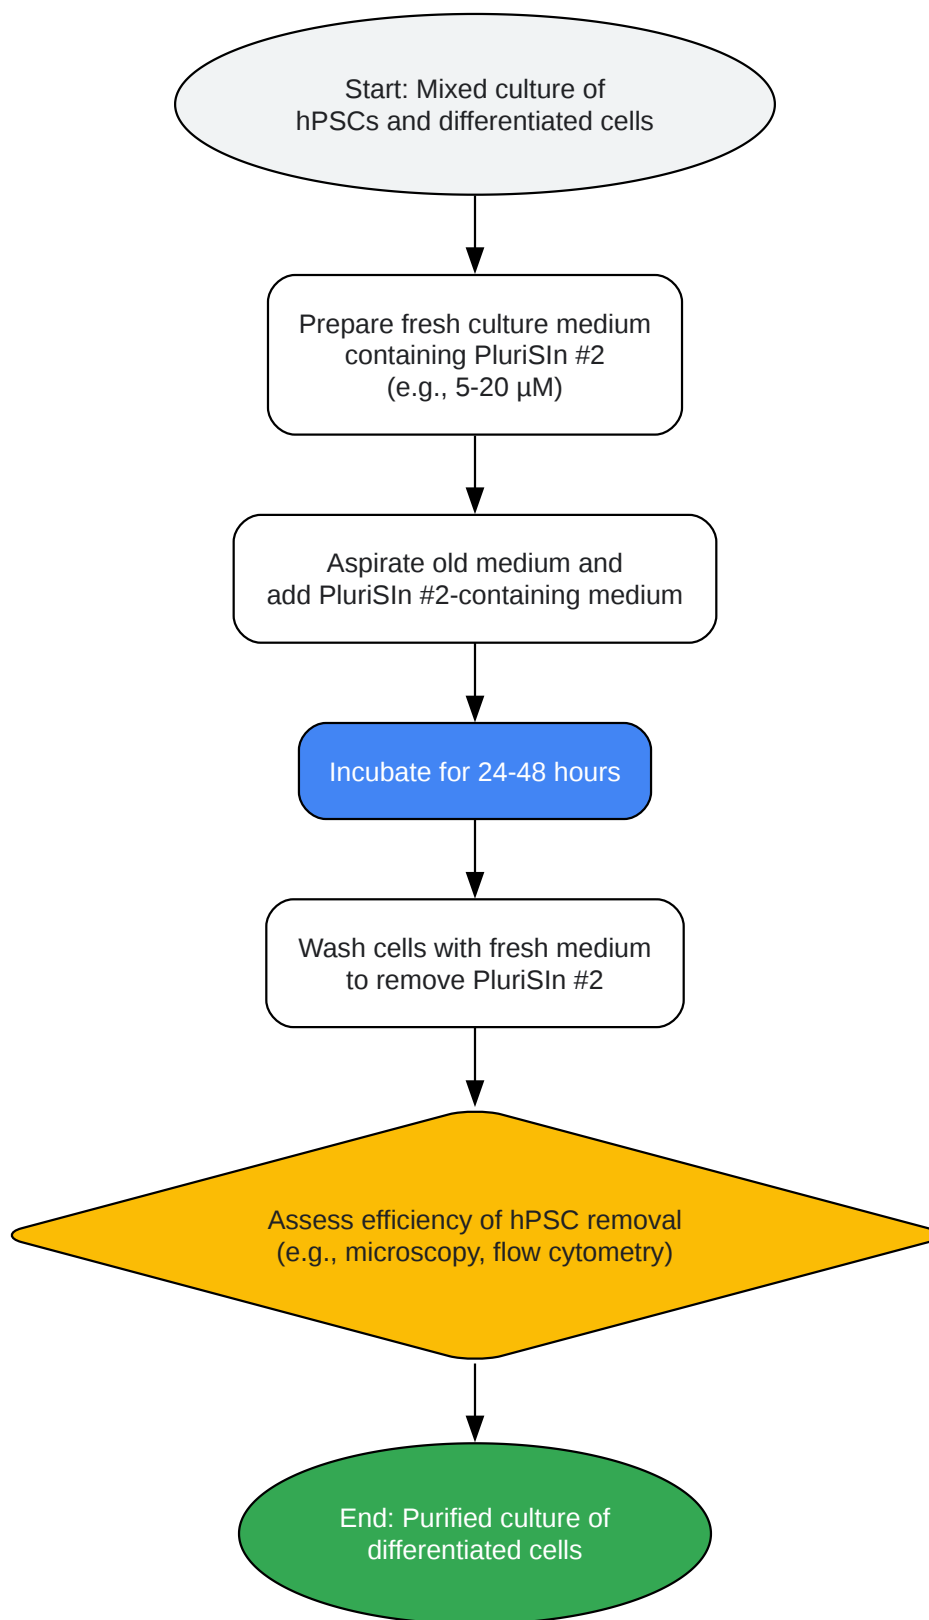 Start: Mixed culture of
hPSCs and differentiated cells
Prepare fresh culture medium
containing PluriSIn #2
(e.g., 5-20 µM)
Aspirate old medium and
add PluriSIn #2-containing medium
Incubate for 24-48 hours
Wash cells with fresh medium
to remove PluriSIn #2
Assess efficiency of hPSC removal
(e.g., microscopy, flow cytometry)
End: Purified culture of
differentiated cells